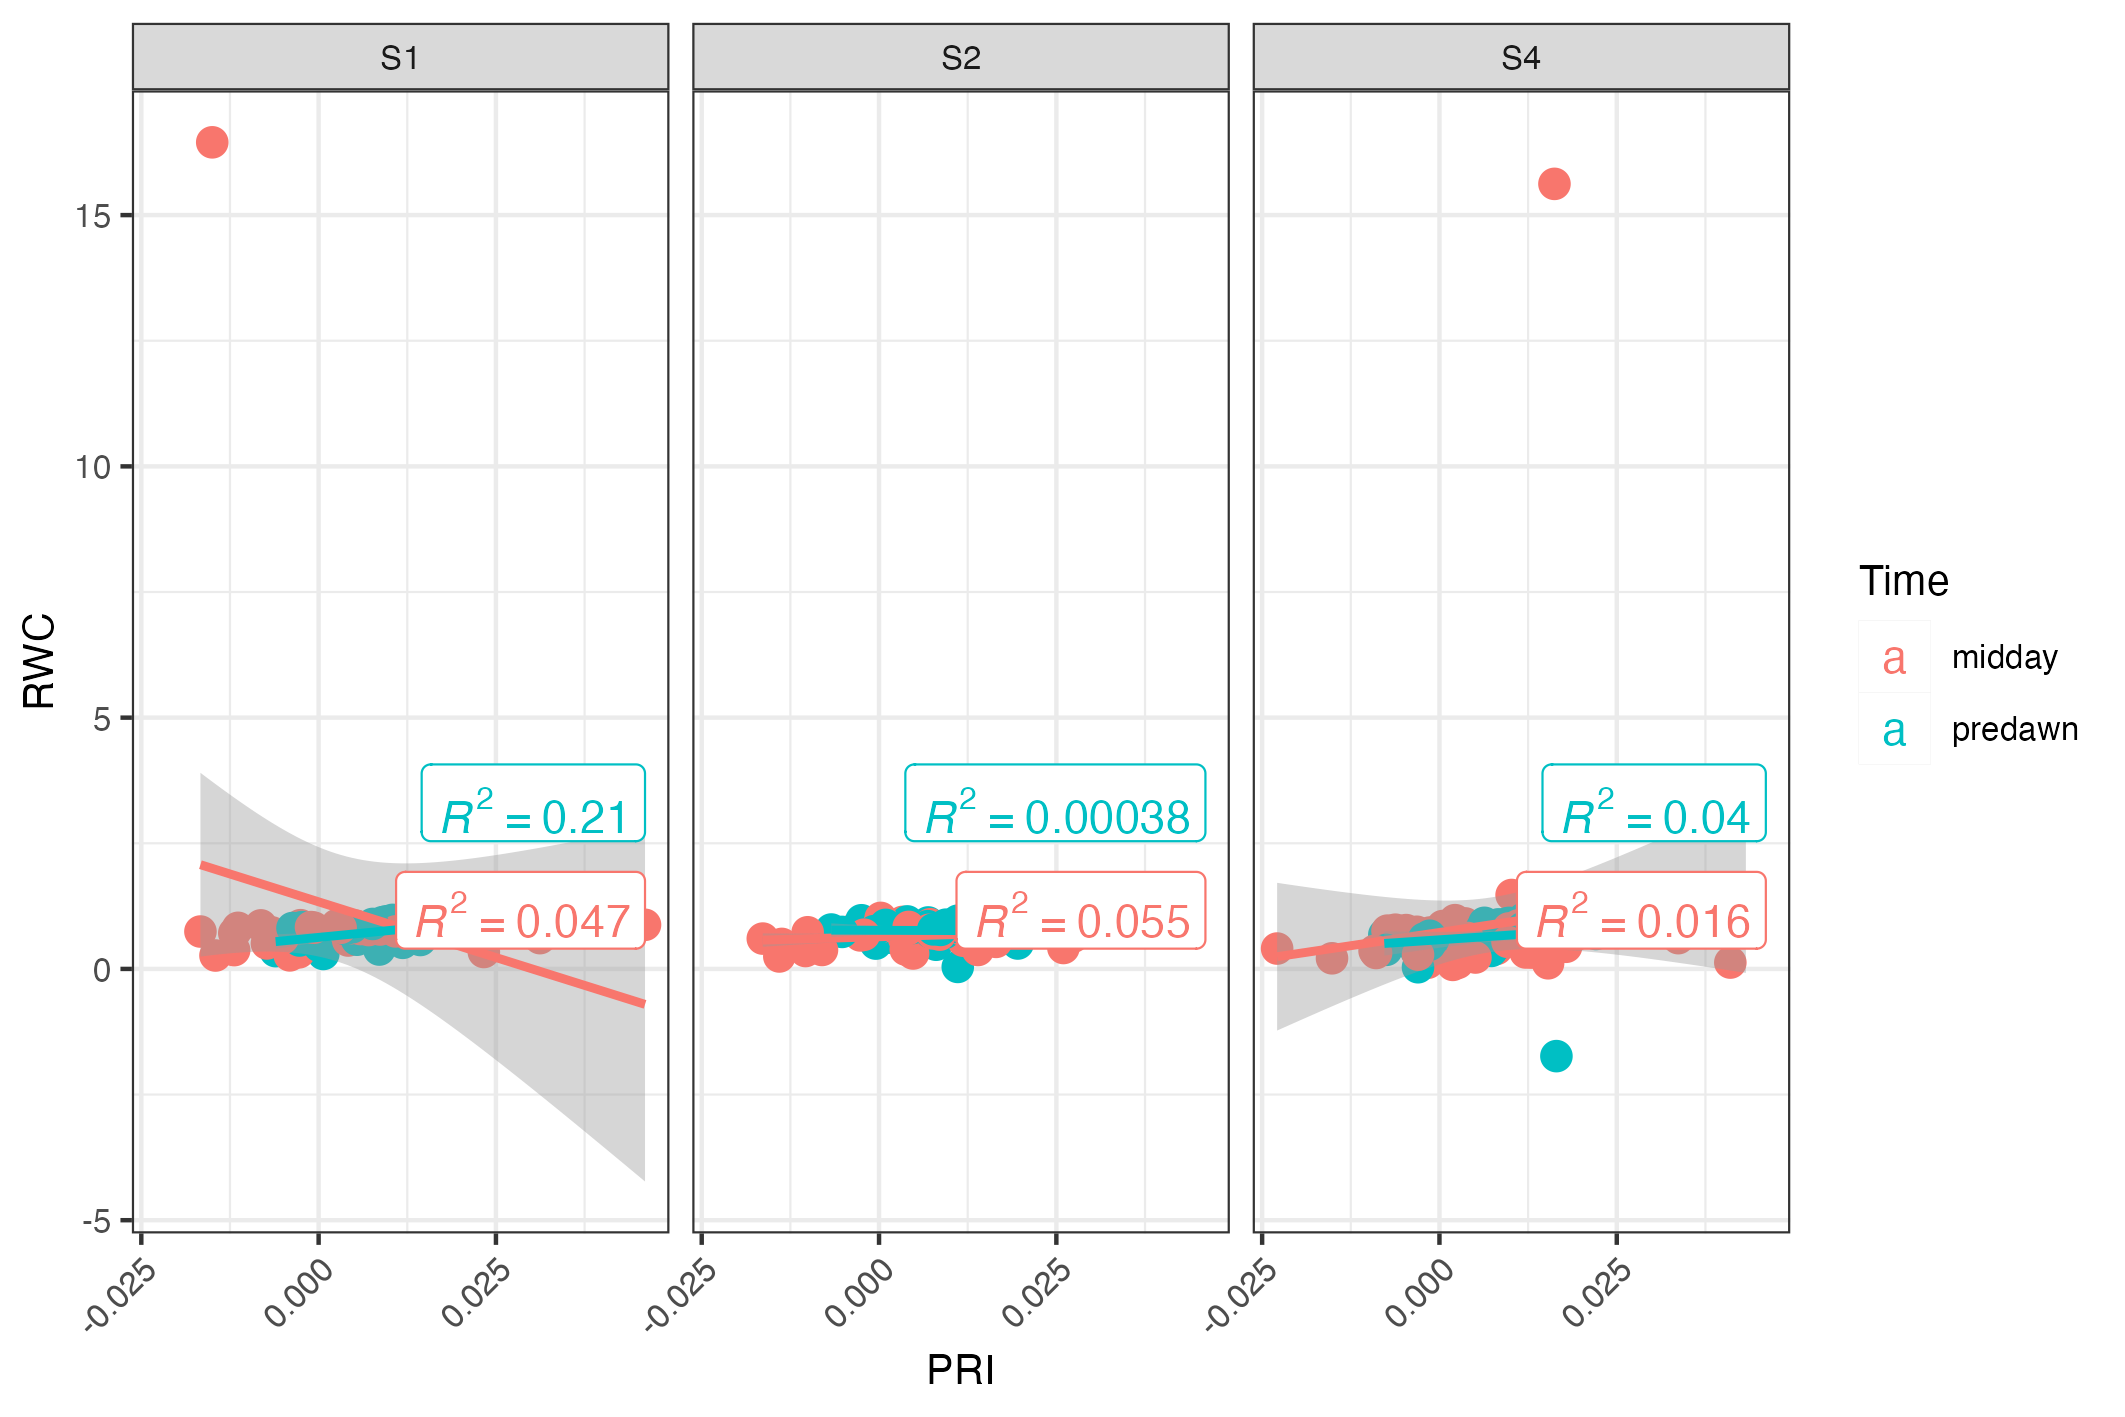 S1
S2
S4
15
10
5
0
-5
RWC
R² = 0.21
R² = 0.047
R² = 0.00038
R² = 0.055
R² = 0.04
R² = 0.016
-0.025
0.000
0.025
-0.025
0.000
0.025
-0.025
0.000
0.025
PRI
Time
a midday
a predawn